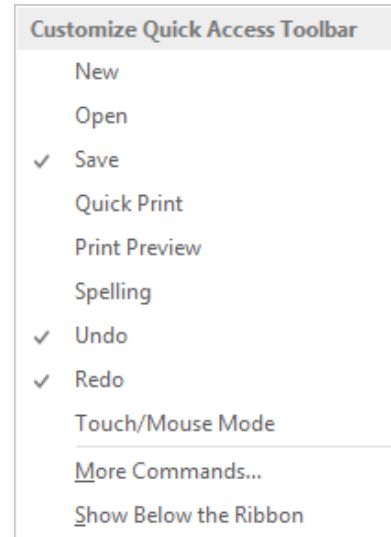 Customize Quick Access Toolbar
New
Open
Save
Quick Print
Print Preview
Spelling
Undo
Redo
Touch/Mouse Mode
More Commands...
Show Below the Ribbon